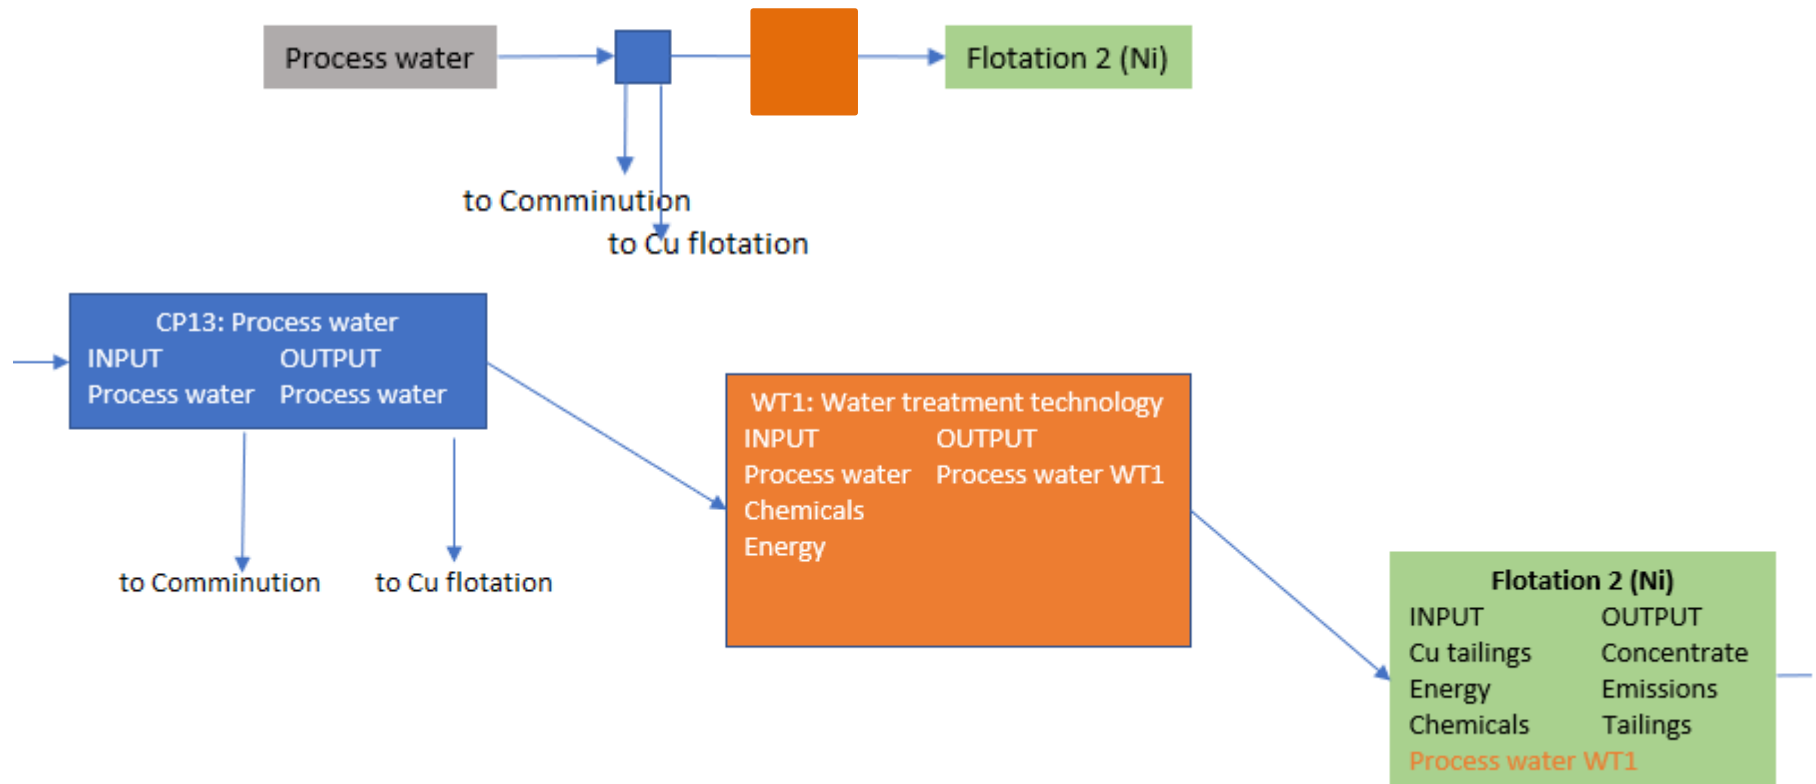 Process water
Flotation 2 (Ni)
to Comminution
to Cu flotation
CP13: Process water
INPUT OUTPUT
Process water Process water
to Comminution
to Cu flotation
WT1: Water treatment technology
INPUT OUTPUT
Process water Process water WT1
Chemicals
Energy
Flotation 2 (Ni)
INPUT OUTPUT
Cu tailings Concentrate
Energy Emissions
Chemicals Tailings
Process water WT1